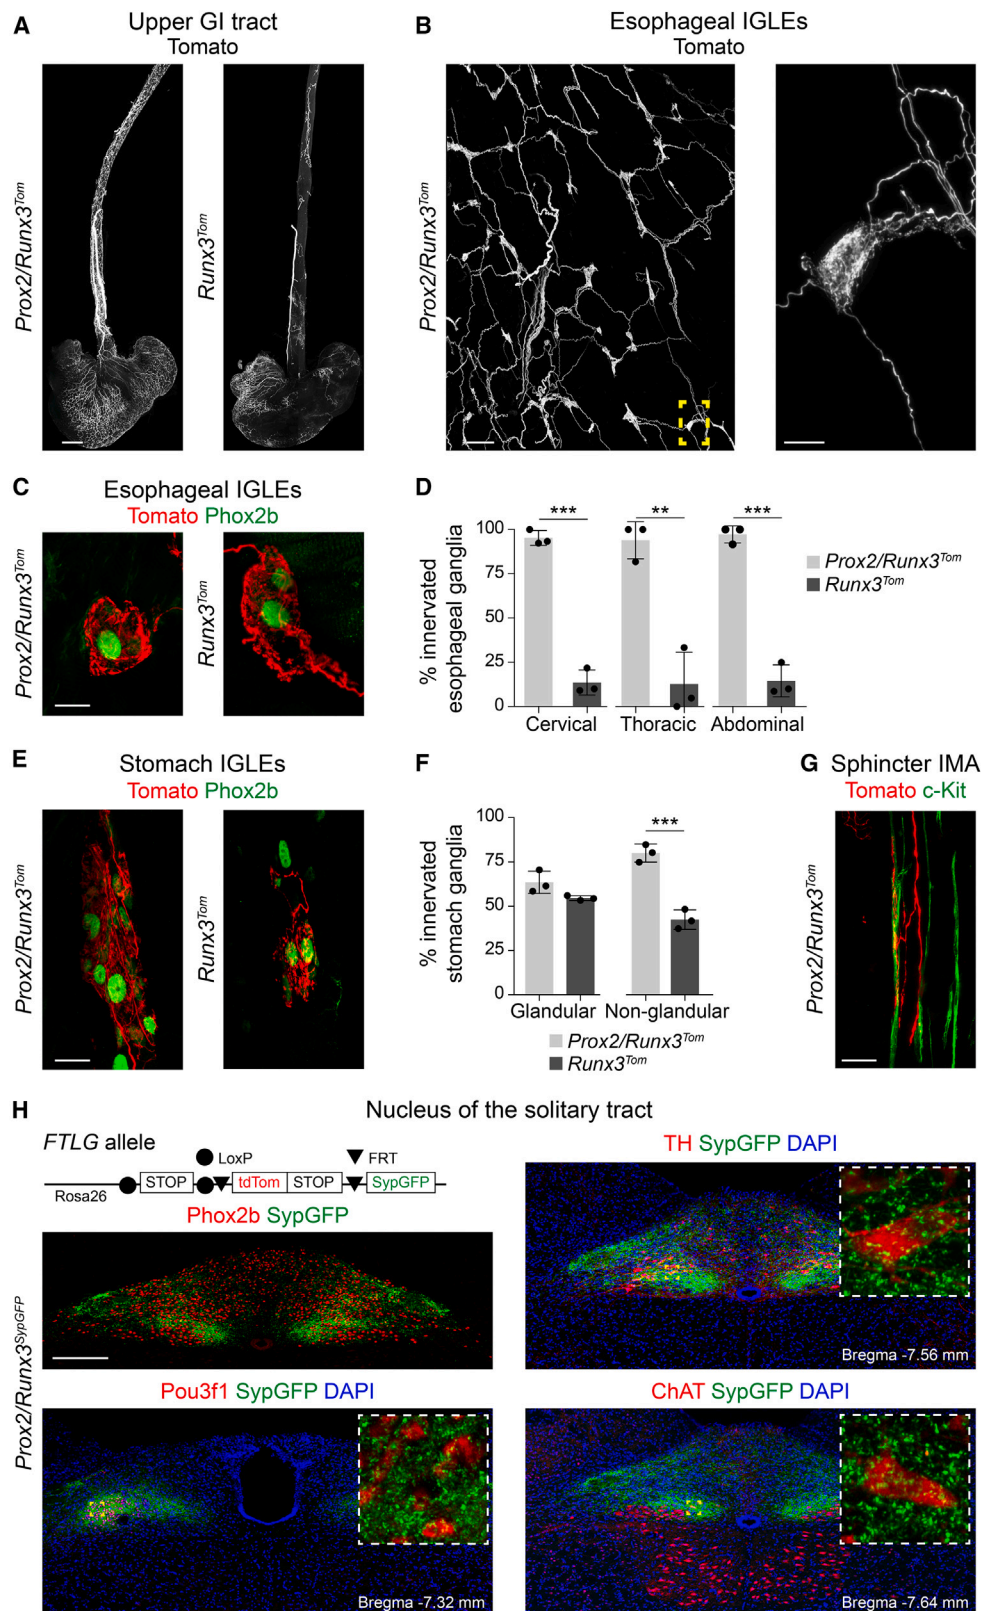 A
Upper GI tract
Tomato
Prox2/Runx3Tom
Runx3Tom
B
Esophageal IGLEs
Tomato
Prox2/Runx3Tom
C
Esophageal IGLEs
Tomato Phox2b
Prox2/Runx3Tom
Runx3Tom
D
% innervated
esophageal ganglia
100
75
50
25
0
***
**
***
Cervical
Thoracic
Abdominal
Prox2/Runx3Tom
Runx3Tom
E
Stomach IGLEs
Tomato Phox2b
Prox2/Runx3Tom
Runx3Tom
F
% innervated
stomach ganglia
100
75
50
25
0
***
Glandular
Non-glandular
Prox2/Runx3Tom
Runx3Tom
G
Sphincter IMA
Tomato c-Kit
Prox2/Runx3Tom
H
Nucleus of the solitary tract
FTLG allele
LoxP
FRT
Rosa26
STOP
tdTom
STOP
SypGFP
Prox2/Runx3SypGFP
Phox2b SypGFP
TH SypGFP DAPI
Bregma -7.56 mm
Pou3f1 SypGFP DAPI
Bregma -7.32 mm
ChAT SypGFP DAPI
Bregma -7.64 mm